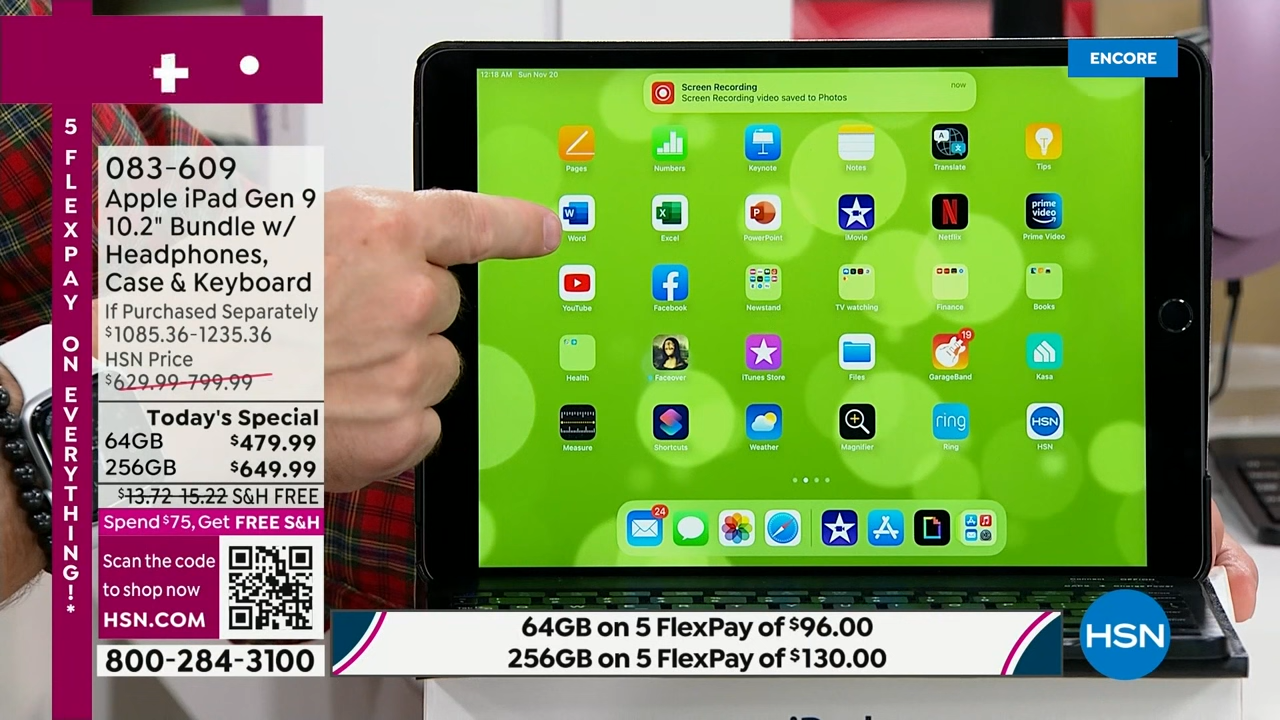 5 FLEXPAY ON EVERYTHING!*
083-609
Apple iPad Gen 9
10.2" Bundle w/
Headphones,
Case & Keyboard
If Purchased Separately
$1085.36-1235.36
HSN Price
$629.99-799.99
Today's Special
64GB $479.99
256GB $649.99
$13.72-15.22 S&H FREE
Spend $75, Get FREE S&H
Scan the code
to shop now
HSN.COM
800-284-3100
ENCORE
12:18 AM Sun Nov 20
Screen Recording now
Screen Recording video saved to Photos
Pages Numbers Keynote Notes Translate Tips
W X P N prime video
Word Excel PowerPoint iMovie Netflix Prime Video
YouTube Facebook Newstand TV watching Finance Books
19
Health Faceover iTunes Store Files GarageBand Kasa
ring HSN
Measure Shortcuts Weather Magnifier Ring HSN
24
64GB on 5 FlexPay of $96.00
256GB on 5 FlexPay of $130.00
HSN